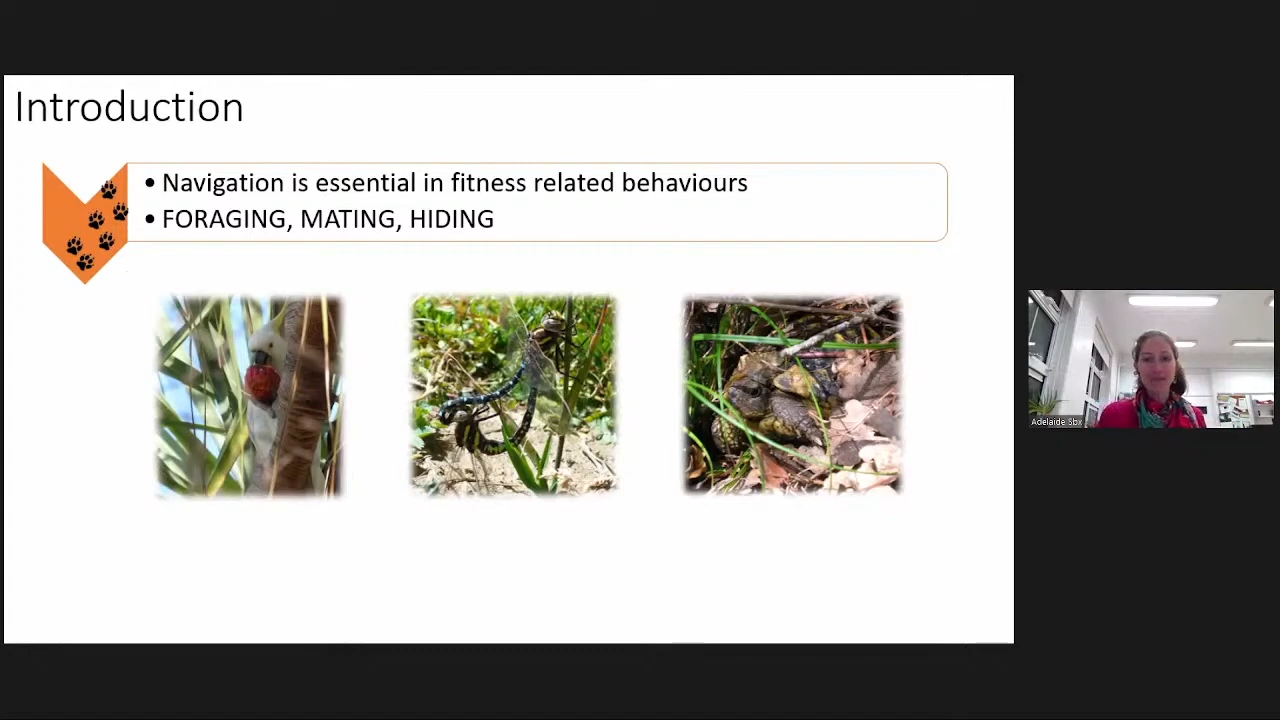 Introduction
• Navigation is essential in fitness related behaviours
• FORAGING, MATING, HIDING
Adelaide Sbx